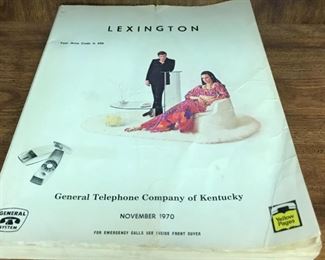 LEXINGTON
Your Area Code is 606
General Telephone Company of Kentucky
NOVEMBER 1970
GENERAL
SYSTEM
Yellow
Pages
FOR EMERGENCY CALLS SEE INSIDE FRONT COVER